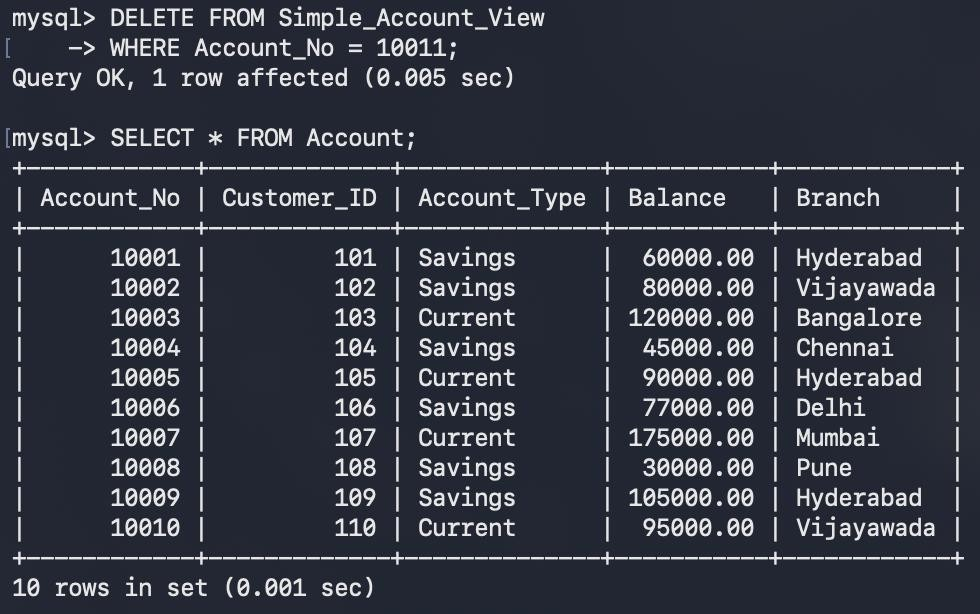 mysql> DELETE FROM Simple_Account_View
[    -> WHERE Account_No = 10011;
Query OK, 1 row affected (0.005 sec)
[mysql> SELECT * FROM Account;
+------------+-------------+--------------+-----------+------------+
| Account_No | Customer_ID | Account_Type | Balance   | Branch     |
+------------+-------------+--------------+-----------+------------+
|      10001 |         101 | Savings      |  60000.00 | Hyderabad  |
|      10002 |         102 | Savings      |  80000.00 | Vijayawada |
|      10003 |         103 | Current      | 120000.00 | Bangalore  |
|      10004 |         104 | Savings      |  45000.00 | Chennai    |
|      10005 |         105 | Current      |  90000.00 | Hyderabad  |
|      10006 |         106 | Savings      |  77000.00 | Delhi      |
|      10007 |         107 | Current      | 175000.00 | Mumbai     |
|      10008 |         108 | Savings      |  30000.00 | Pune       |
|      10009 |         109 | Savings      | 105000.00 | Hyderabad  |
|      10010 |         110 | Current      |  95000.00 | Vijayawada |
+------------+-------------+--------------+-----------+------------+
10 rows in set (0.001 sec)